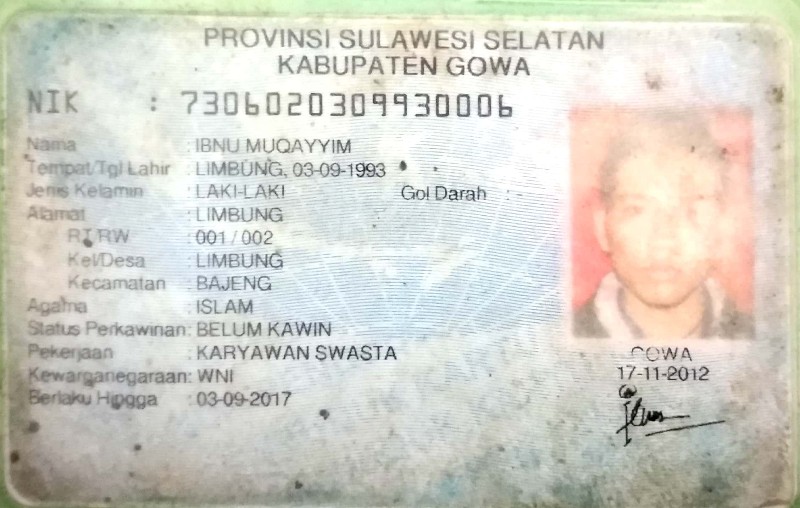 PROVINSI SULAWESI SELATAN
KABUPATEN GOWA
NIK : 7306020309930006
Nama : IBNU MUQAYYIM
Tempat/Tgl Lahir : LIMBUNG, 03-09-1993
Jenis Kelamin : LAKI-LAKI Gol Darah : -
Alamat : LIMBUNG
RT/RW : 001 / 002
Kel/Desa : LIMBUNG
Kecamatan : BAJENG
Agama : ISLAM
Status Perkawinan: BELUM KAWIN
Pekerjaan : KARYAWAN SWASTA
Kewarganegaraan: WNI
Berlaku Hingga : 03-09-2017
GOWA
17-11-2012